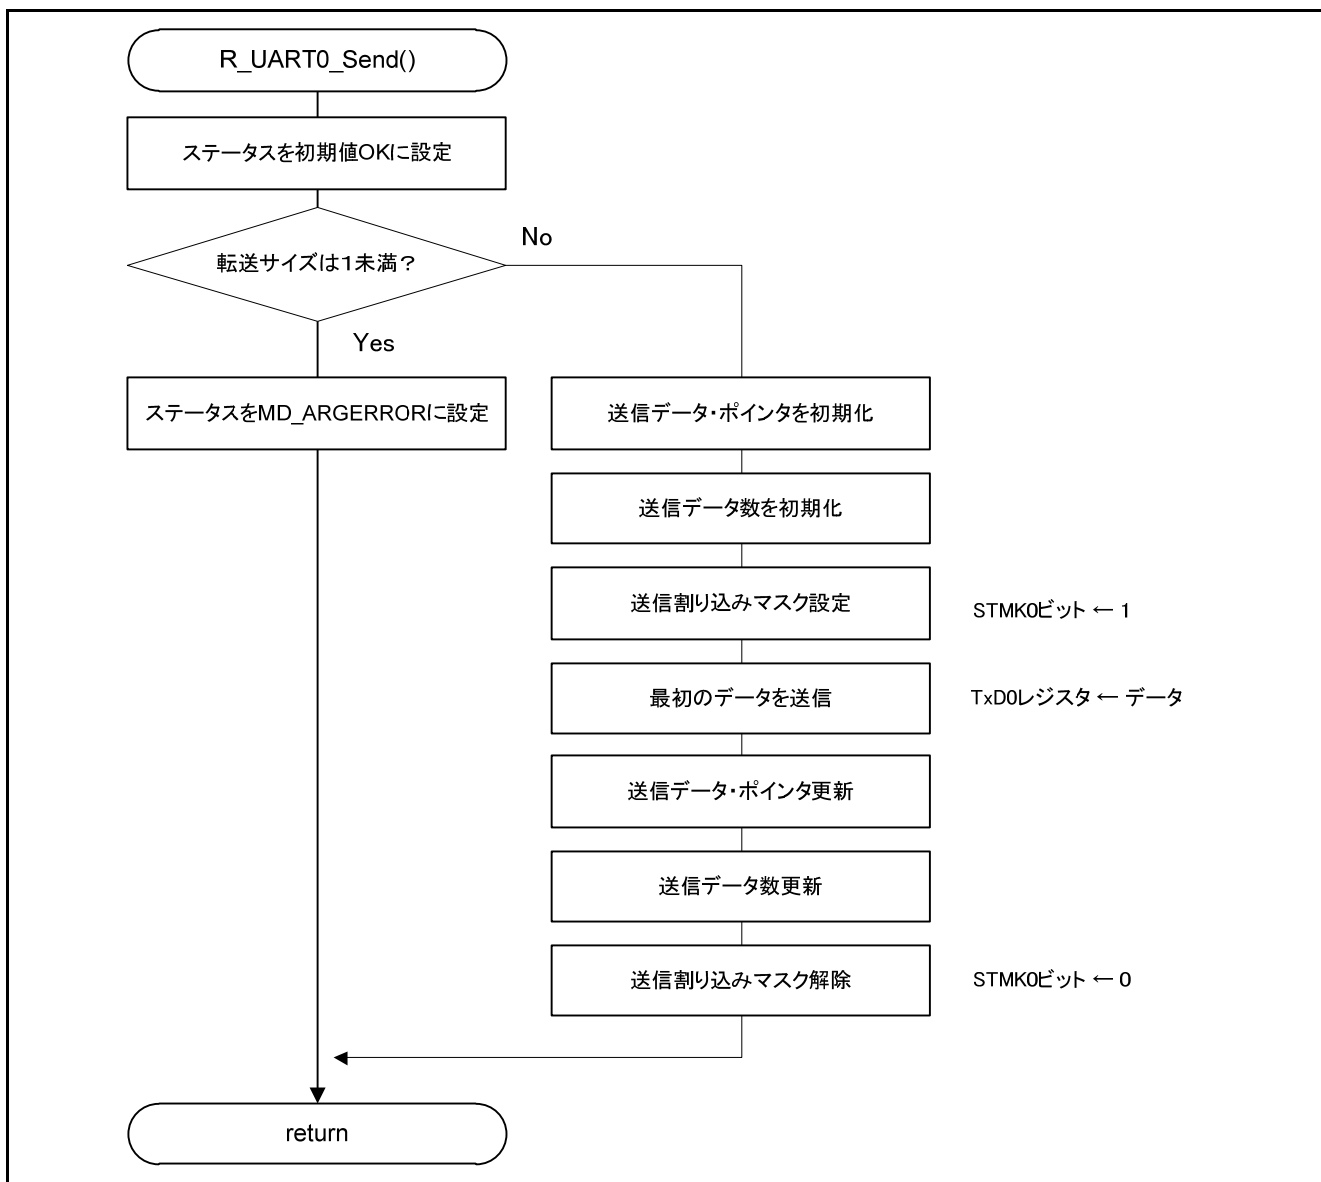 R_UART0_Send()
ステータスを初期値OKに設定
転送サイズは１未満？
No
Yes
ステータスをMD_ARGERRORに設定
送信データ・ポインタを初期化
送信データ数を初期化
送信割り込みマスク設定
STMK0ビット ← 1
最初のデータを送信
TxD0レジスタ ← データ
送信データ・ポインタ更新
送信データ数更新
送信割り込みマスク解除
STMK0ビット ← 0
return